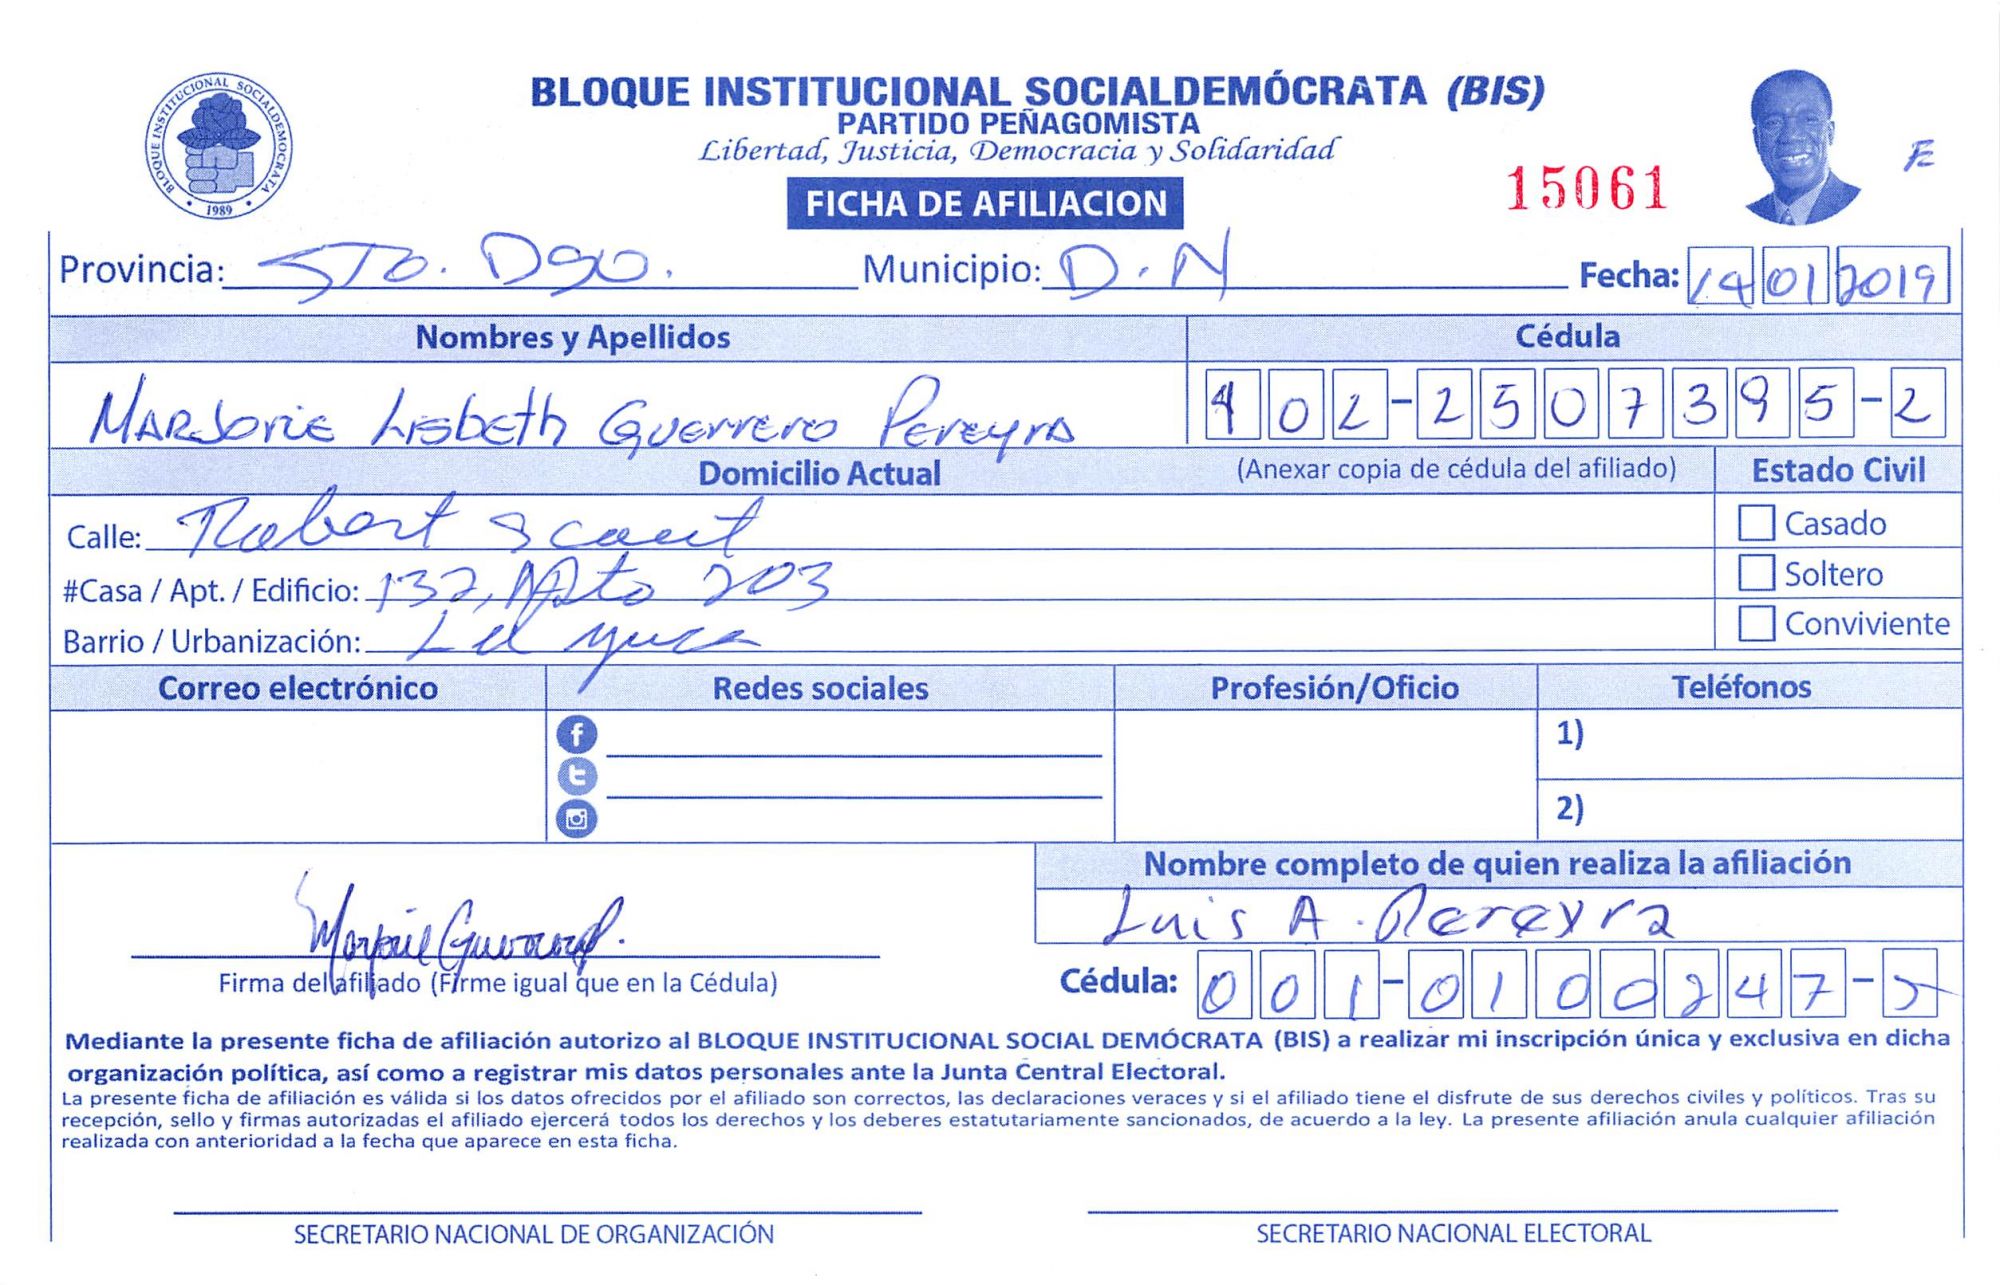 BLOQUE INSTITUCIONAL SOCIALDEMÓCRATA (BIS)
PARTIDO PEÑAGOMISTA
Libertad, Justicia, Democracia y Solidaridad
BLOQUE INSTITUCIONAL SOCIALDEMOCRATA
1989
15061
FICHA DE AFILIACION
Provincia: STO. DGO. Municipio: D.N Fecha: 14 01 2019
Nombres y Apellidos Cédula
Marjorie Lisbeth Guerrero Pereyra 402-2507395-2
Domicilio Actual (Anexar copia de cédula del afiliado) Estado Civil
Calle: Robert Scout Casado
#Casa / Apt. / Edificio: 132, Apto 203 Soltero
Barrio / Urbanización: Conviviente
Correo electrónico Redes sociales Profesión/Oficio Teléfonos
1)
2)
Nombre completo de quien realiza la afiliación
Luis A. Pereyra
Marjorie Guerrero P.
Firma del afiliado (Firme igual que en la Cédula) Cédula: 001-0100247-
Mediante la presente ficha de afiliación autorizo al BLOQUE INSTITUCIONAL SOCIAL DEMÓCRATA (BIS) a realizar mi inscripción única y exclusiva en dicha
organización política, así como a registrar mis datos personales ante la Junta Central Electoral.
La presente ficha de afiliación es válida si los datos ofrecidos por el afiliado son correctos, las declaraciones veraces y si el afiliado tiene el disfrute de sus derechos civiles y políticos. Tras su
recepción, sello y firmas autorizadas el afiliado ejercerá todos los derechos y los deberes estatutariamente sancionados, de acuerdo a la ley. La presente afiliación anula cualquier afiliación
realizada con anterioridad a la fecha que aparece en esta ficha.
SECRETARIO NACIONAL DE ORGANIZACIÓN SECRETARIO NACIONAL ELECTORAL